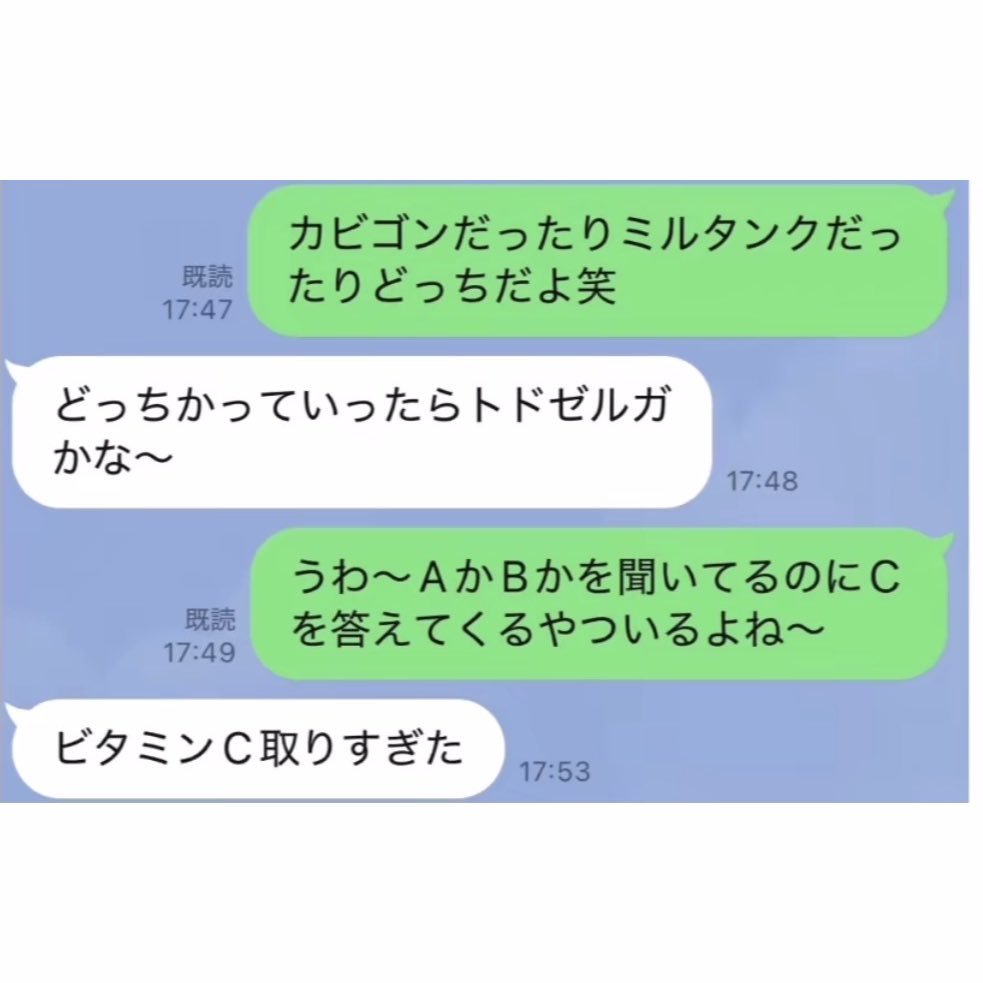 カビゴンだったりミルタンクだっ
たりどっちだよ笑
既読
17:47
どっちかっていったらトドゼルガ
かな〜
17:48
うわ〜AかBかを聞いてるのにC
を答えてくるやついるよね〜
既読
17:49
ビタミンC取りすぎた
17:53